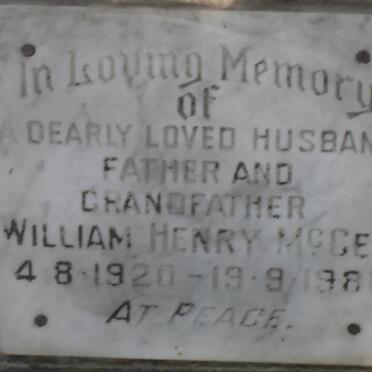 In Loving Memory
of
A DEARLY LOVED HUSBAN
FATHER AND
GRANDFATHER
WILLIAM HENRY
4·8·1920 - 19·9·198
AT PEACE.